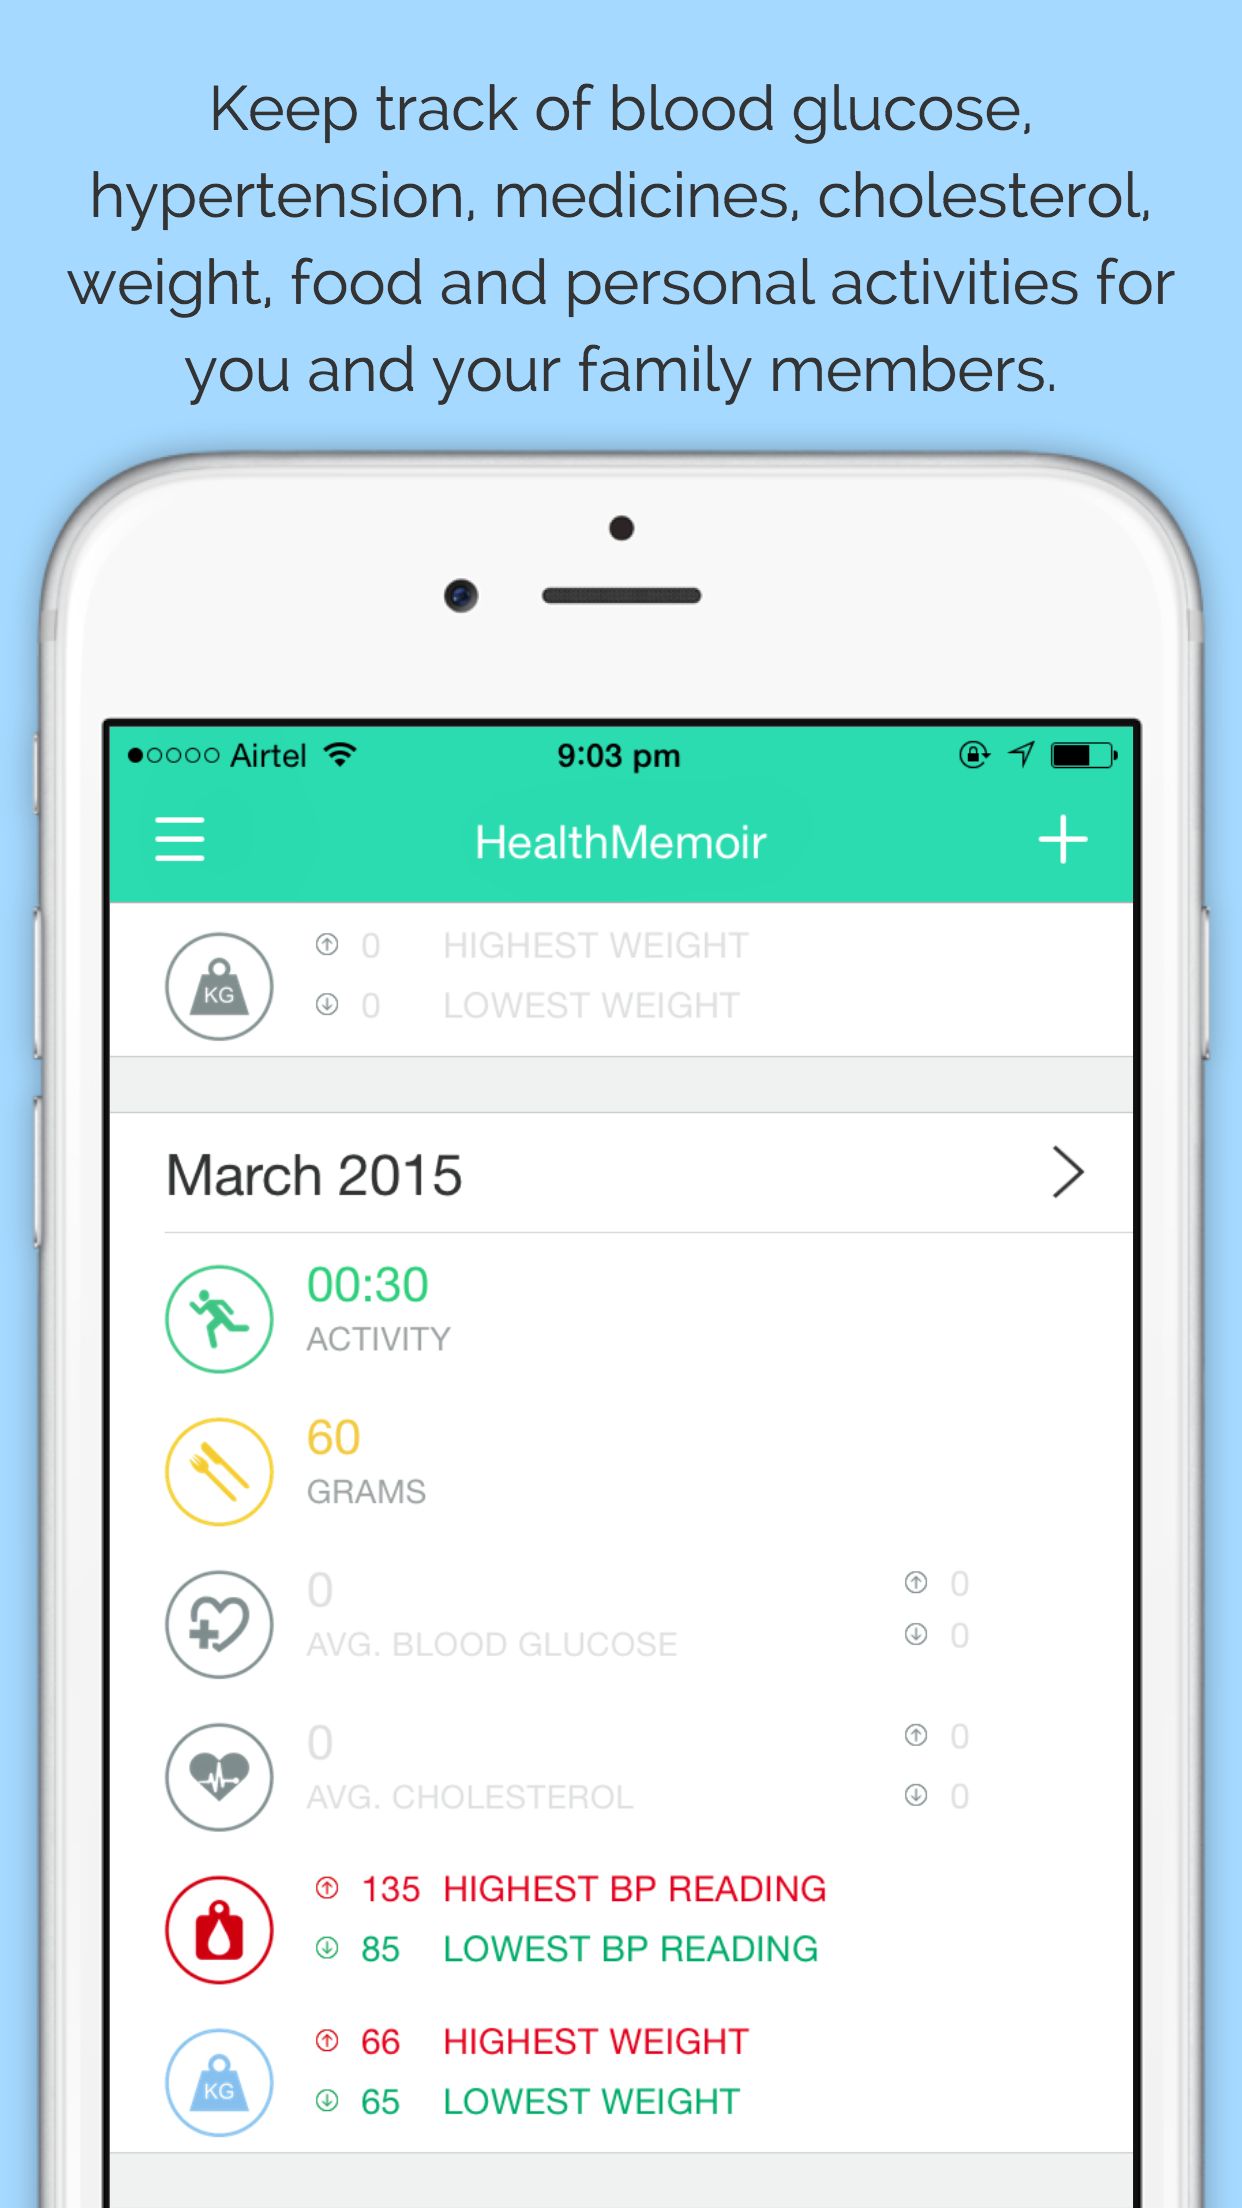 Keep track of blood glucose,
hypertension, medicines, cholesterol,
weight, food and personal activities for
you and your family members.
Airtel 9:03 pm
HealthMemoir
0 HIGHEST WEIGHT
KG
0 LOWEST WEIGHT
March 2015
00:30
ACTIVITY
60
GRAMS
0 0
AVG. BLOOD GLUCOSE 0
0 0
AVG. CHOLESTEROL 0
135 HIGHEST BP READING
85 LOWEST BP READING
66 HIGHEST WEIGHT
KG
65 LOWEST WEIGHT